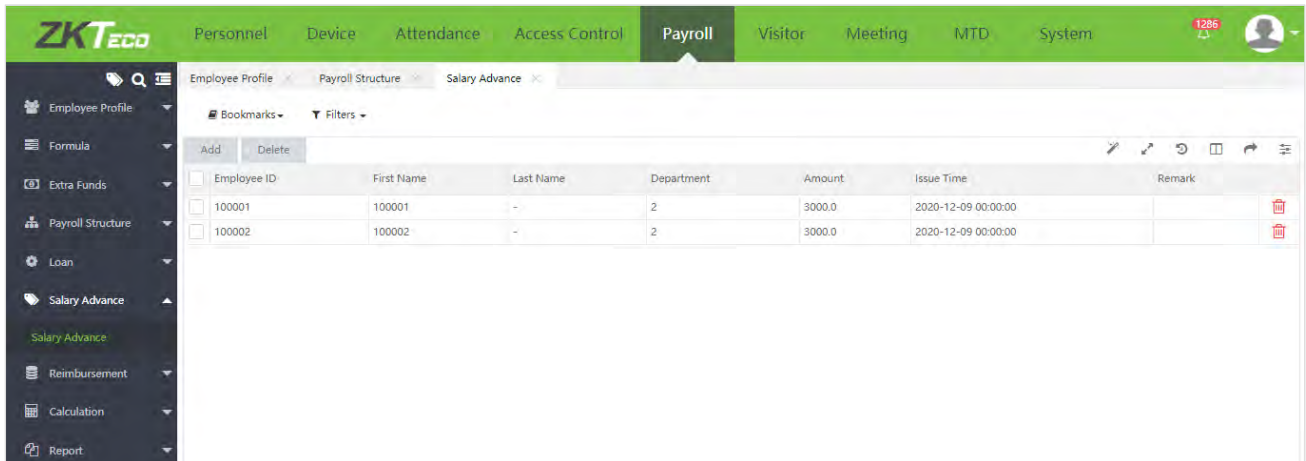 ZKTeco Personnel Device Attendance Access Control Payroll Visitor Meeting MTD System 1286
Employee Profile Payroll Structure Salary Advance
Employee Profile
Bookmarks Filters
Formula
Add Delete
Employee ID First Name Last Name Department Amount Issue Time Remark
Extra Funds
100001 100001 - 2 3000.0 2020-12-09 00:00:00
Payroll Structure
100002 100002 - 2 3000.0 2020-12-09 00:00:00
Loan
Salary Advance
Salary Advance
Reimbursement
Calculation
Report